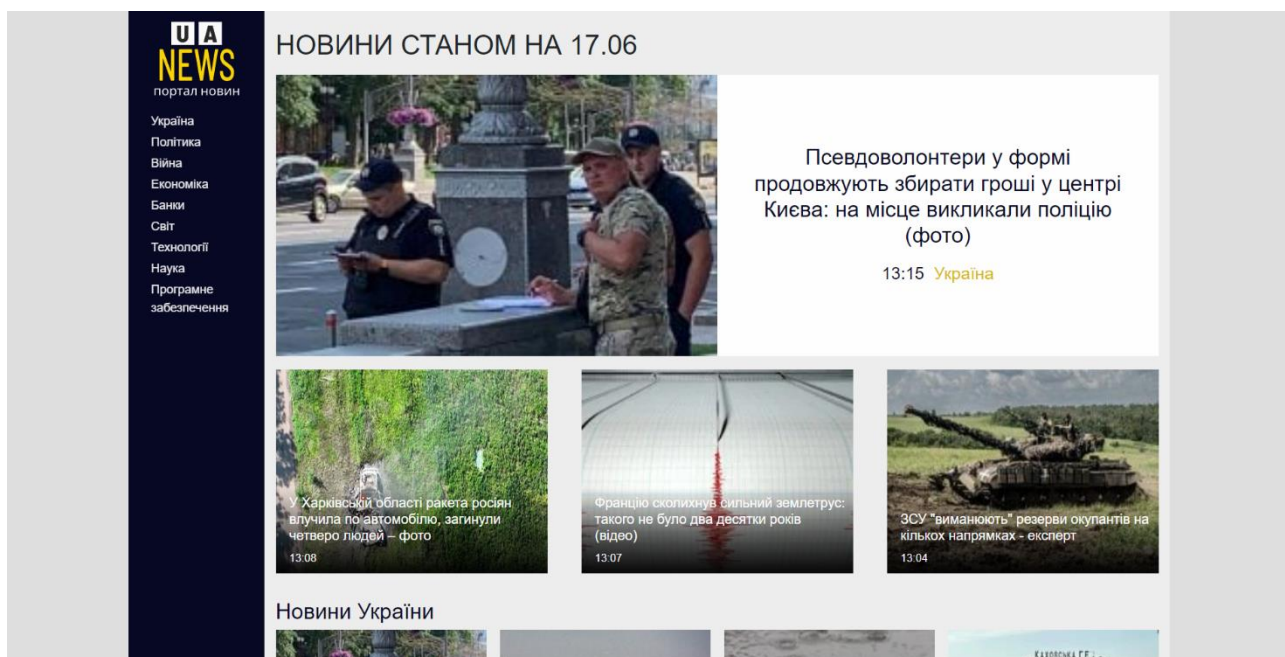 UA
NEWS
портал новин
Україна
Політика
Війна
Економіка
Банки
Світ
Технології
Наука
Програмне
забезпечення
НОВИНИ СТАНОМ НА 17.06
Псевдоволонтери у формі
продовжують збирати гроші у центрі
Києва: на місце викликали поліцію
(фото)
13:15 Україна
У Харківській області ракета росіян
влучила по автомобілю, загинули
четверо людей – фото
13:08
Францію сколихнув сильний землетрус:
такого не було два десятки років
(відео)
13:07
ЗСУ "виманюють" резерви окупантів на
кількох напрямках - експерт
13:04
Новини України
КАХОВСЬКА ГЕС